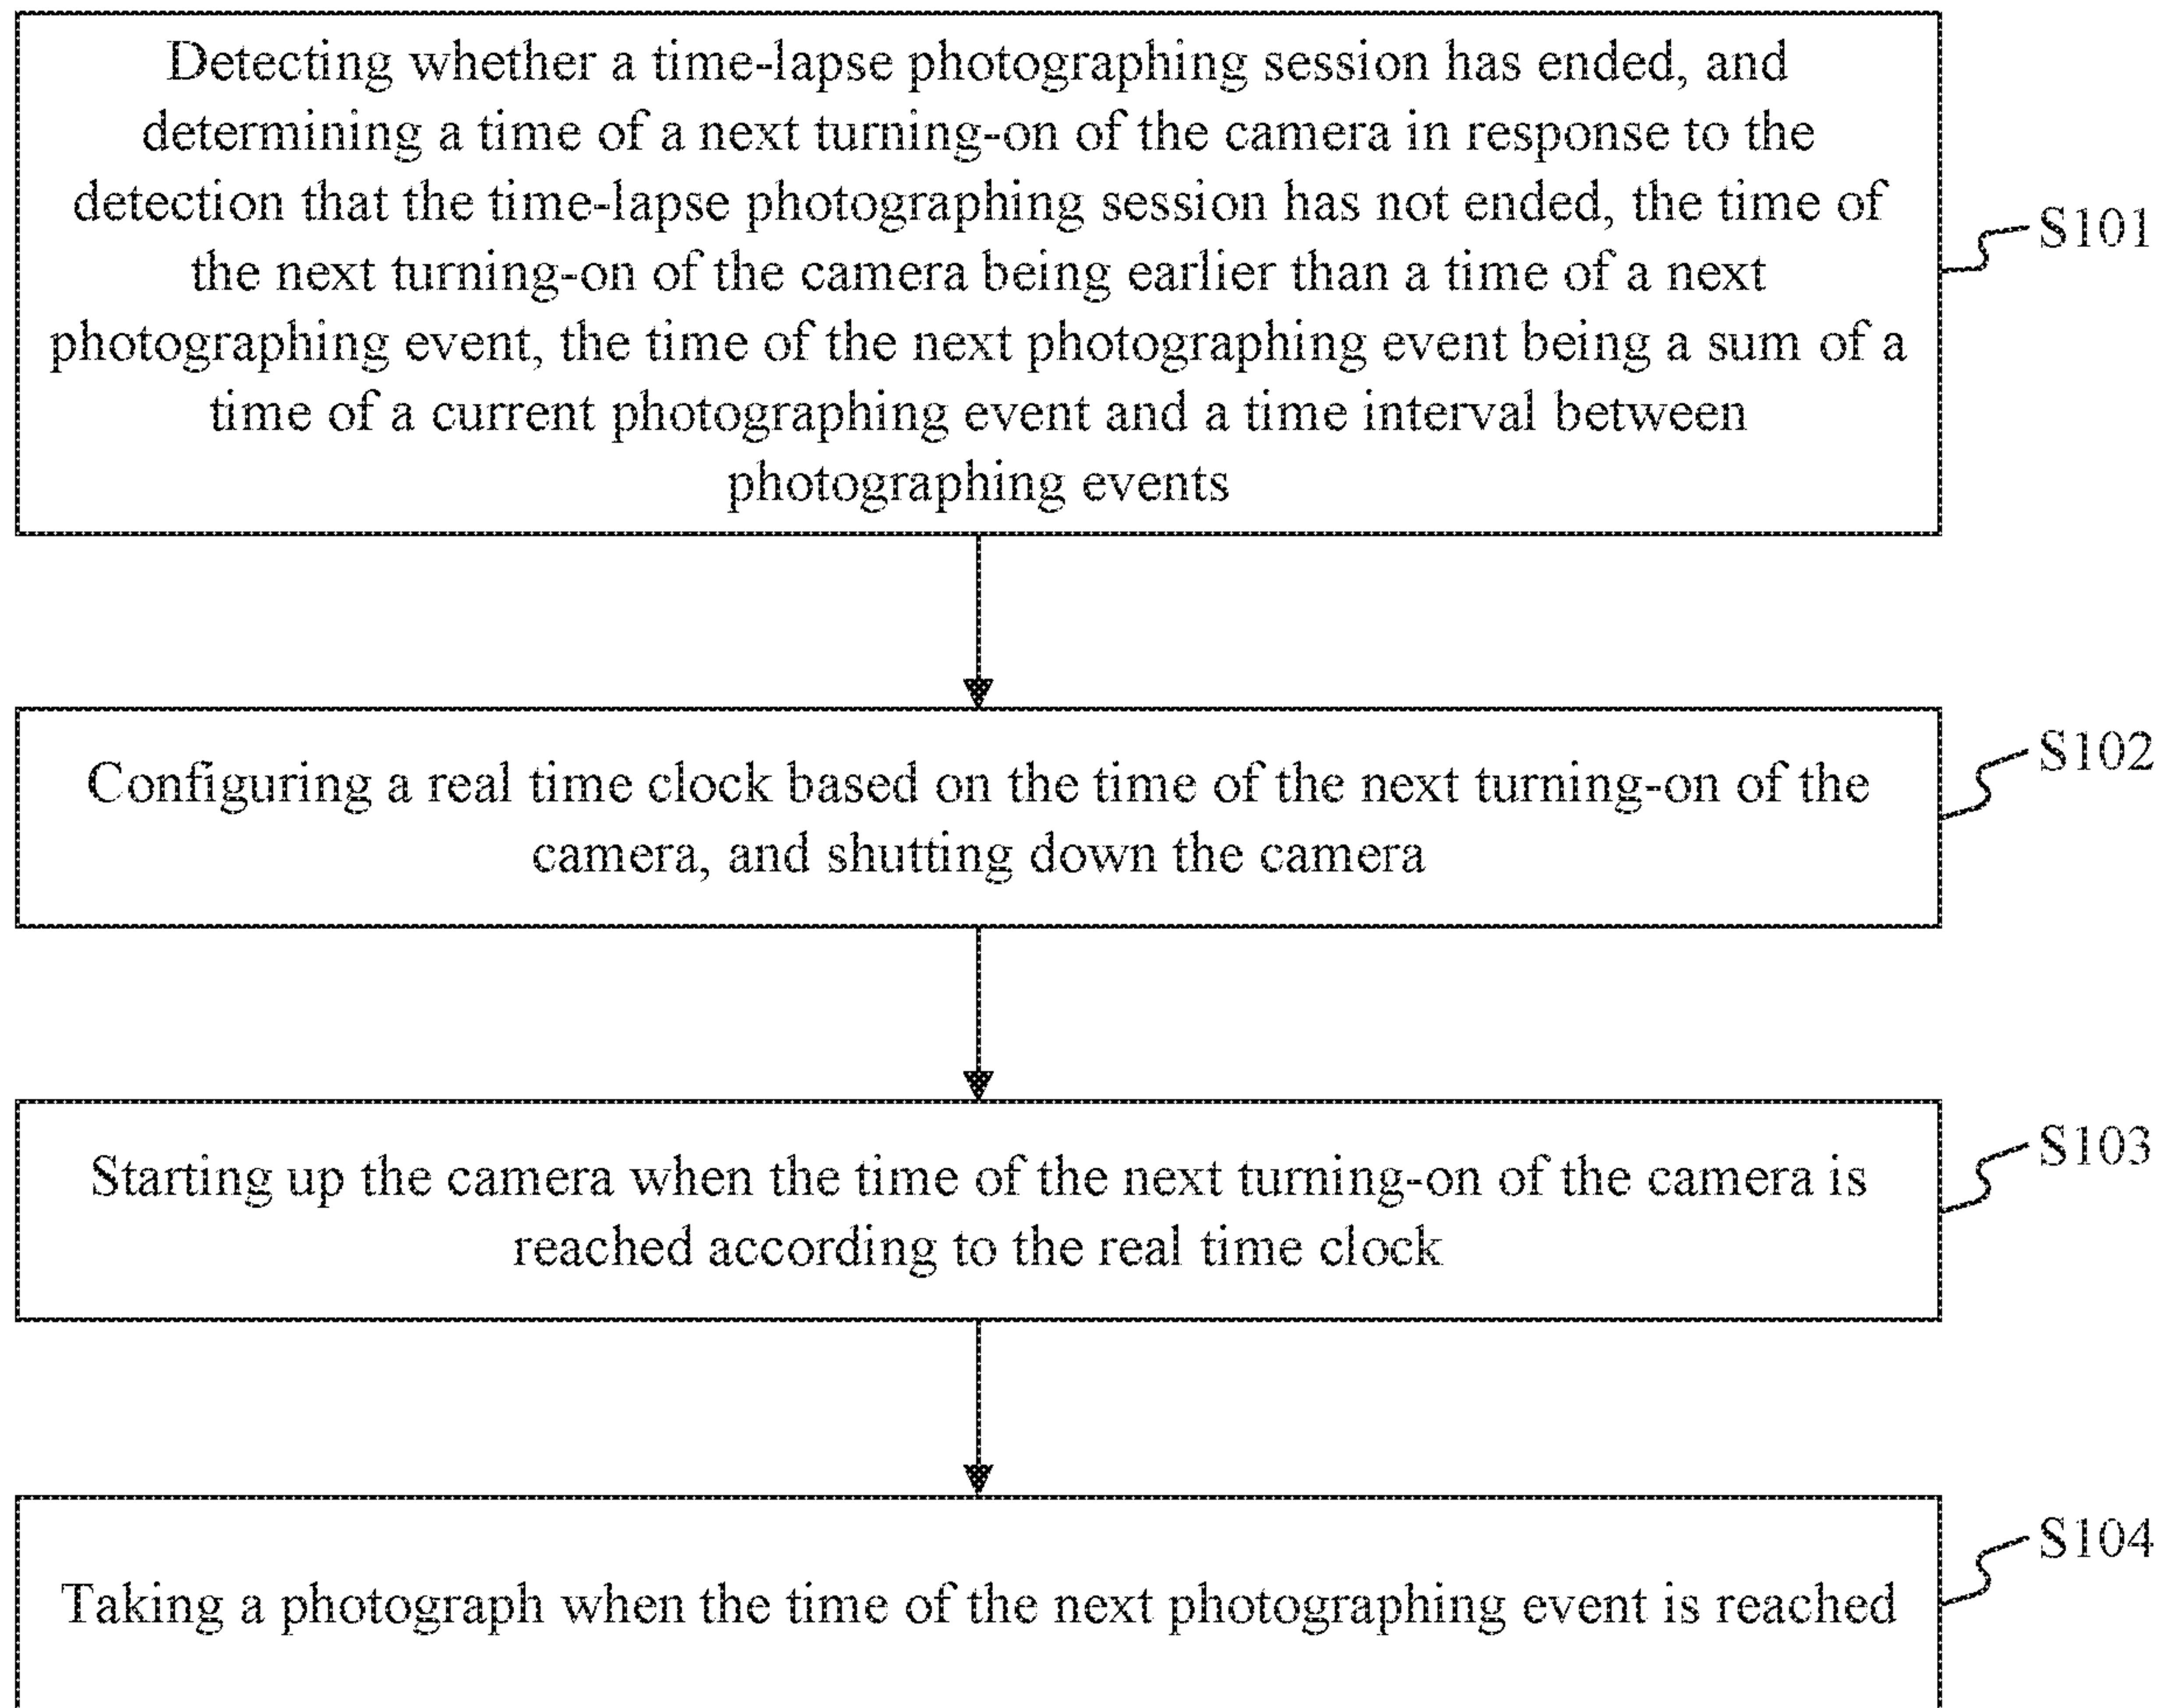 Detecting whether a time-lapse photographing session has ended, and
determining a time of a next turning-on of the camera in response to the
detection that the time-lapse photographing session has not ended, the time of
the next turning-on of the camera being earlier than a time of a next
photographing event, the time of the next photographing event being a sum of a
time of a current photographing event and a time interval between
photographing events
S101
Configuring a real time clock based on the time of the next turning-on of the
camera, and shutting down the camera
S102
Starting up the camera when the time of the next turning-on of the camera is
reached according to the real time clock
S103
Taking a photograph when the time of the next photographing event is reached
S104